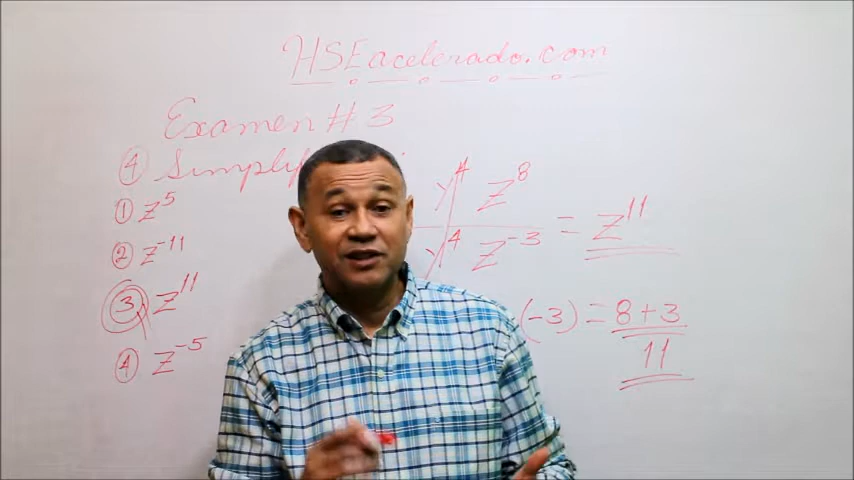 HSEacelerado.com
Examen # 3
④ Simplify
① z⁵
② z⁻¹¹
③ z¹¹
④ z⁻⁵
y⁴ z⁸
y⁴ z⁻³ = z¹¹
(-3) = 8+3
11